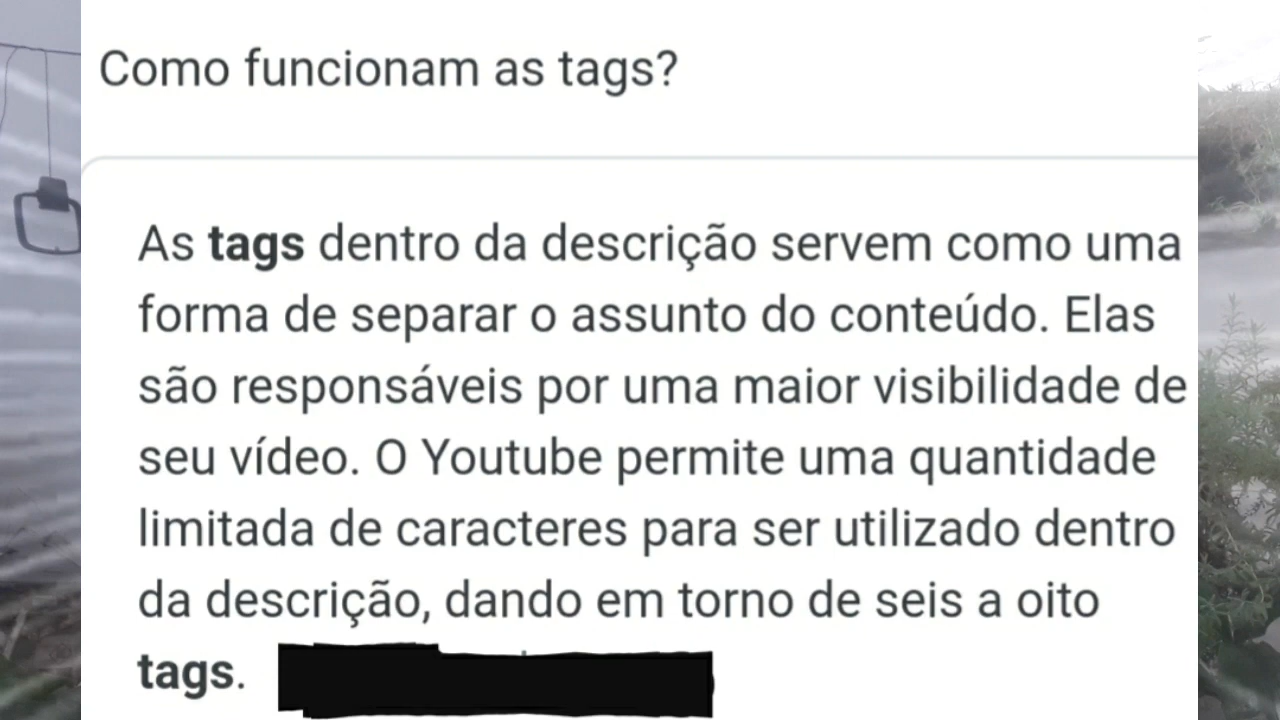 Como funcionam as tags?
As tags dentro da descrição servem como uma
forma de separar o assunto do conteúdo. Elas
são responsáveis por uma maior visibilidade de
seu vídeo. O Youtube permite uma quantidade
limitada de caracteres para ser utilizado dentro
da descrição, dando em torno de seis a oito
tags.